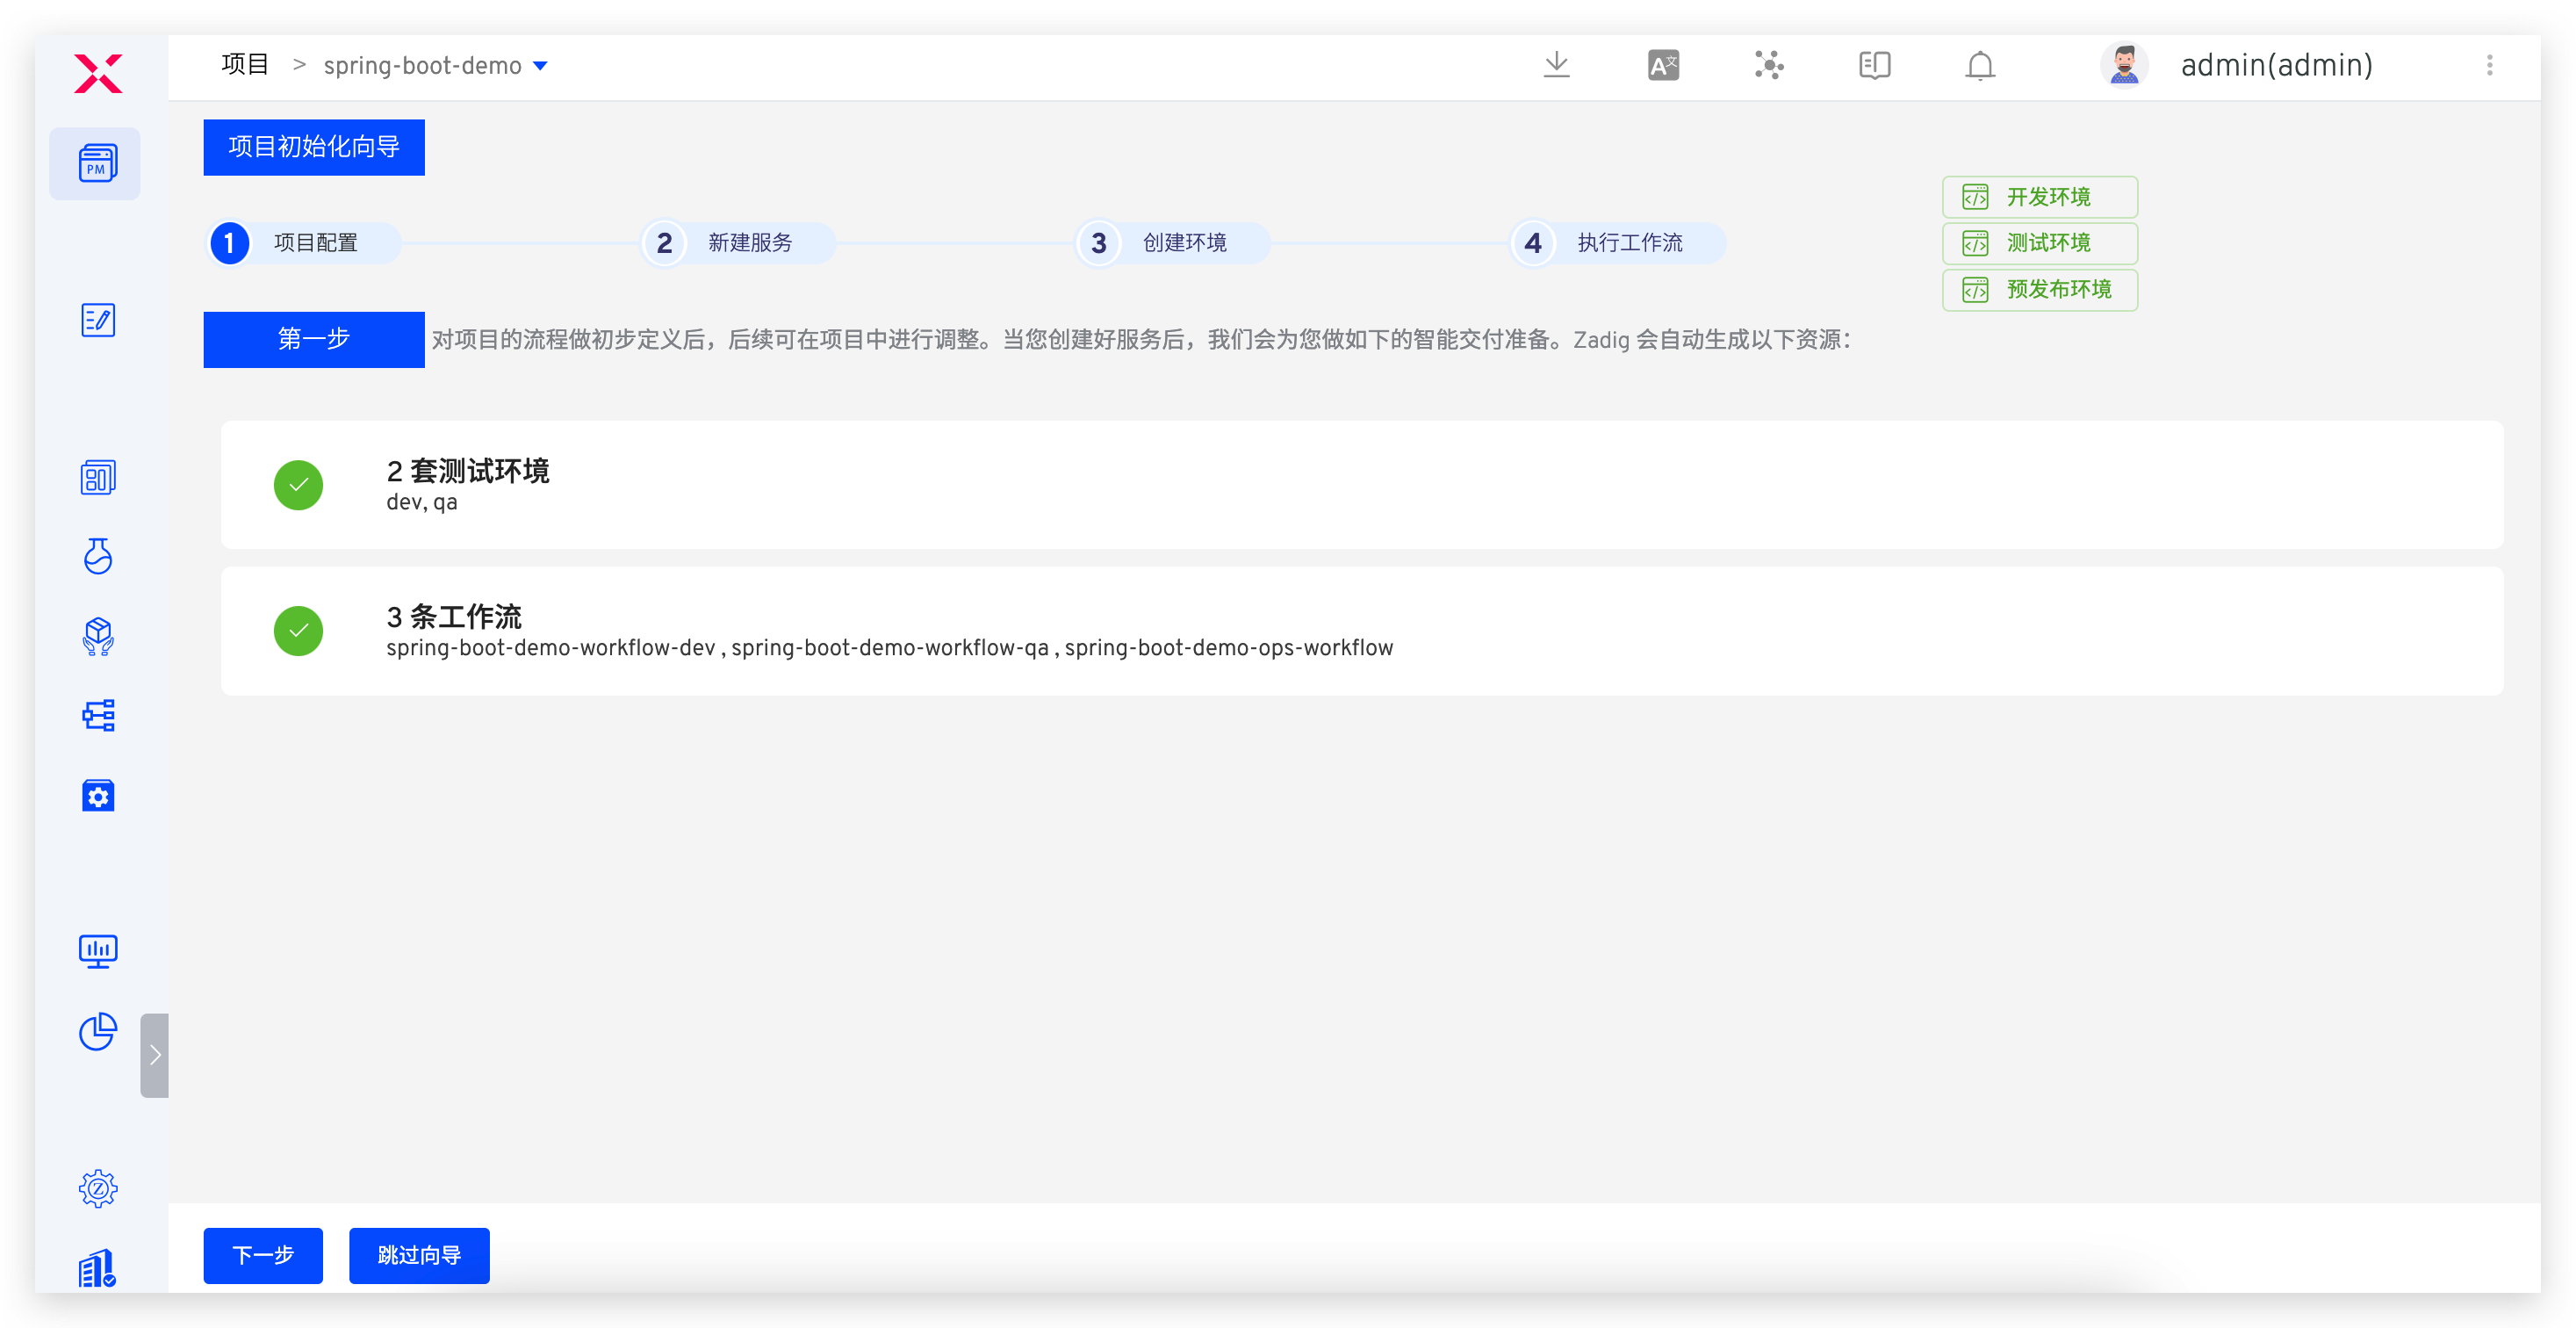 项目 > spring-boot-demo
admin(admin)
PM
项目初始化向导
1 项目配置
2 新建服务
3 创建环境
4 执行工作流
开发环境
测试环境
预发布环境
第一步
对项目的流程做初步定义后，后续可在项目中进行调整。当您创建好服务后，我们会为您做如下的智能交付准备。Zadig 会自动生成以下资源：
2 套测试环境
dev, qa
3 条工作流
spring-boot-demo-workflow-dev , spring-boot-demo-workflow-qa , spring-boot-demo-ops-workflow
Z
下一步
跳过向导